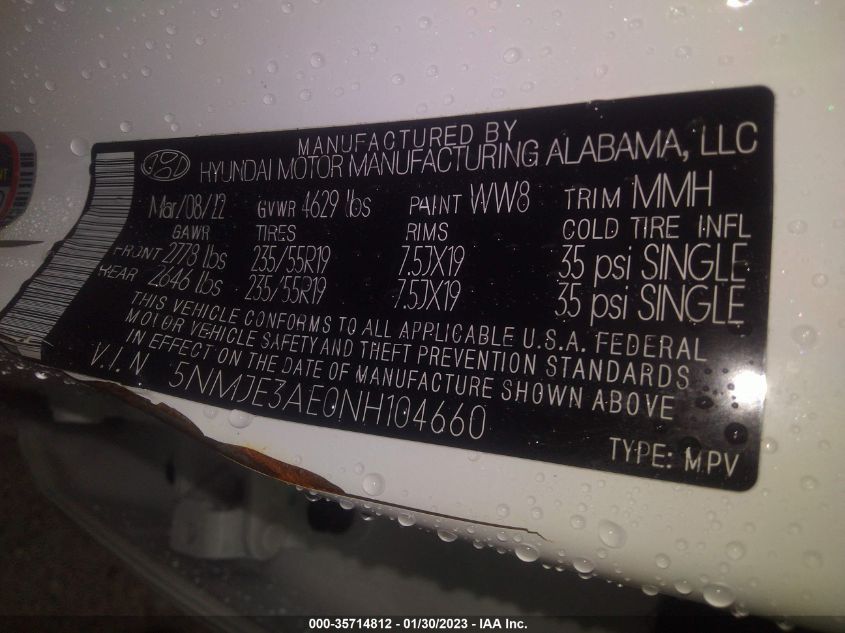 MANUFACTURED BY
HYUNDAI MOTOR MANUFACTURING ALABAMA, LLC
Mar/08/22 GVWR 4629 lbs PAINT WW8 TRIM MMH
GAWR TIRES RIMS COLD TIRE INFL
FRONT 2778 lbs 235/55R19 7.5JX19 35 psi SINGLE
REAR 2646 lbs 235/55R19 7.5JX19 35 psi SINGLE
THIS VEHICLE CONFORMS TO ALL APPLICABLE U.S.A. FEDERAL
MOTOR VEHICLE SAFETY AND THEFT PREVENTION STANDARDS
IN EFFECT ON THE DATE OF MANUFACTURE SHOWN ABOVE
V.I.N 5NMJE3AE0NH104660
TYPE: MPV
000-35714812 - 01/30/2023 - IAA Inc.